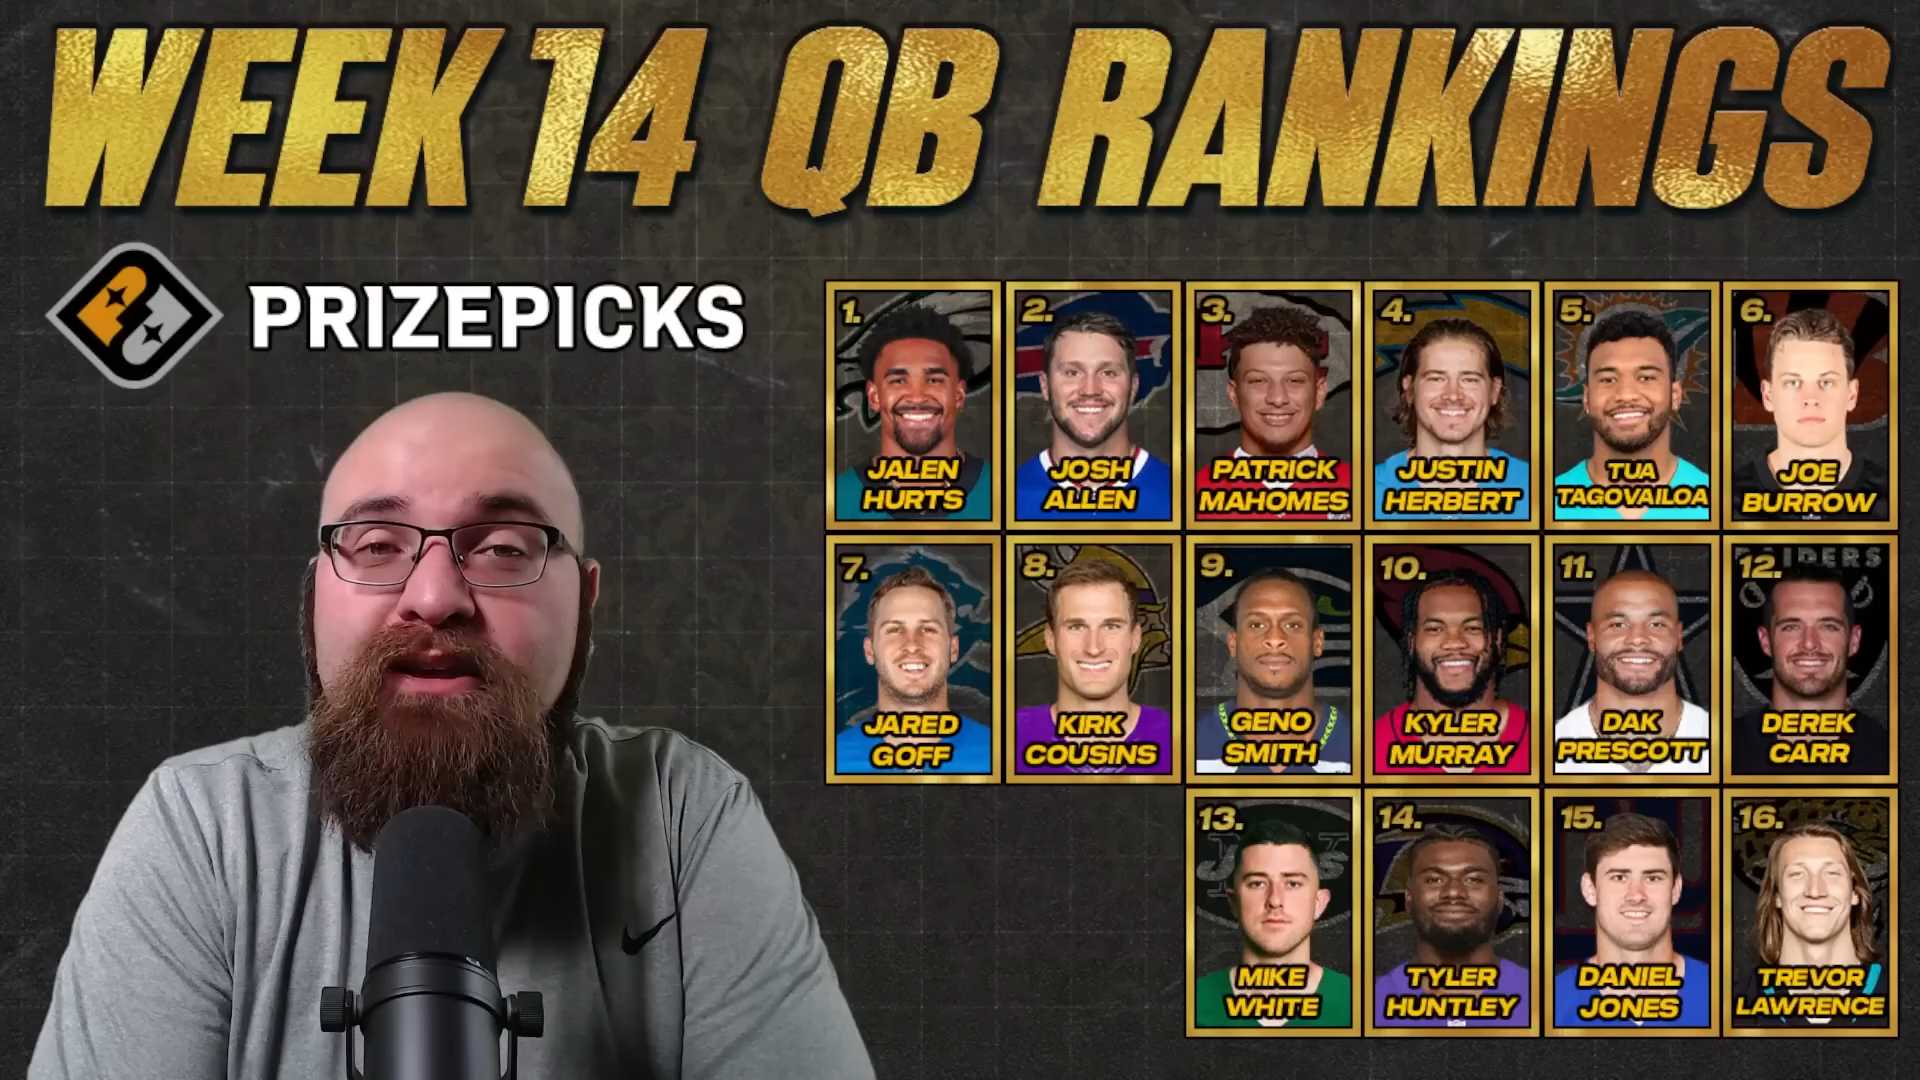 WEEK 14 QB RANKINGS
PRIZEPICKS
1.
JALEN
HURTS
2.
JOSH
ALLEN
3.
PATRICK
MAHOMES
4.
JUSTIN
HERBERT
5.
TUA
TAGOVAILOA
6.
JOE
BURROW
7.
JARED
GOFF
8.
KIRK
COUSINS
9.
GENO
SMITH
10.
KYLER
MURRAY
11.
DAK
PRESCOTT
RAIDERS
12.
DEREK
CARR
13.
JETS
MIKE
WHITE
14.
TYLER
HUNTLEY
15.
DANIEL
JONES
16.
TREVOR
LAWRENCE